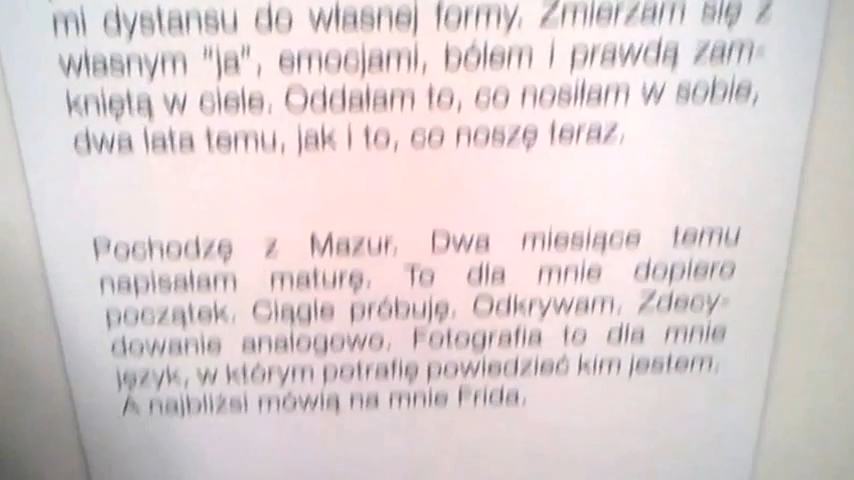 mi dystansu do własnej formy. Zmierzam się z
własnym "ja", emocjami, bólem i prawdą zam-
kniętą w ciele. Oddałam to, co nosiłam w sobie,
dwa lata temu, jak i to, co noszę teraz.
Pochodzę z Mazur. Dwa miesiące temu
napisałam maturę. To dla mnie dopiero
początek. Ciągle próbuję. Odkrywam. Zdecy-
dowanie analogowo. Fotografia to dla mnie
język, w którym potrafię powiedzieć kim jestem.
A najbliżsi mówią na mnie Frida.